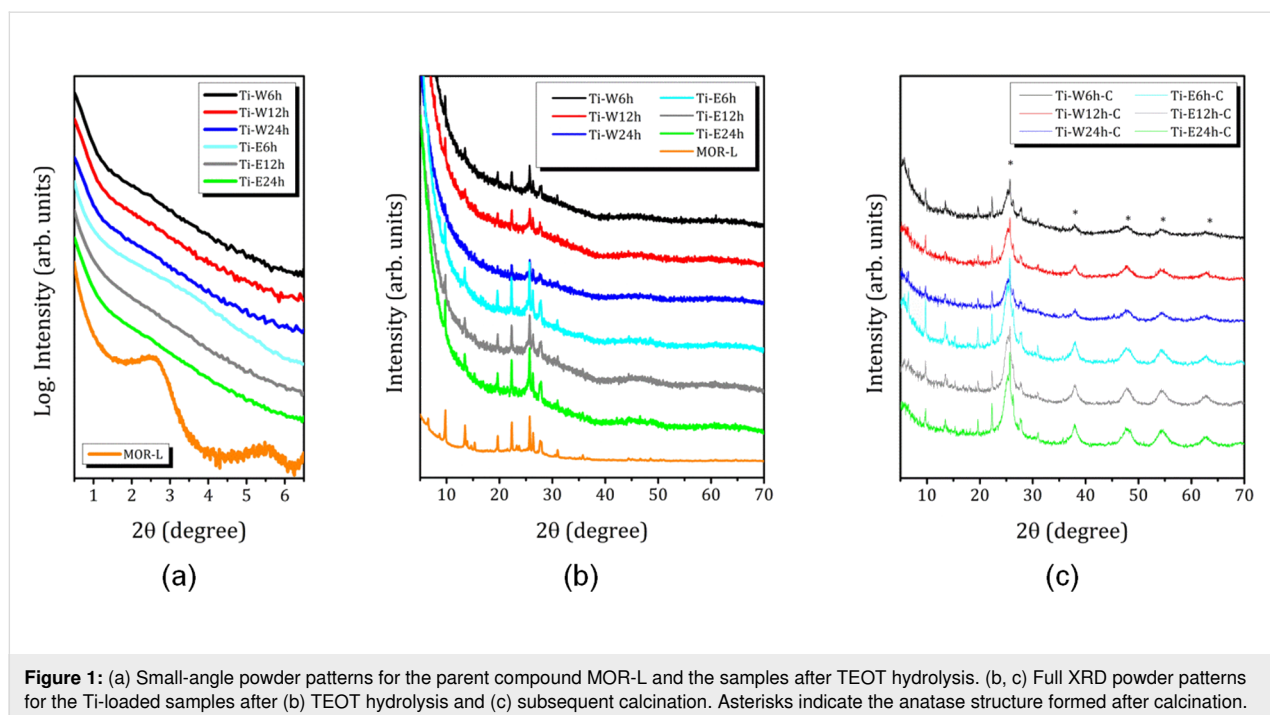 Log. Intensity (arb. units)
Ti-W6h
Ti-W12h
Ti-W24h
Ti-E6h
Ti-E12h
Ti-E24h
MOR-L
1 2 3 4 5 6
2θ (degree)
(a)
Intensity (arb. units)
Ti-W6h Ti-E6h
Ti-W12h Ti-E12h
Ti-W24h Ti-E24h
MOR-L
10 20 30 40 50 60 70
2θ (degree)
(b)
Intensity (arb. units)
Ti-W6h-C Ti-E6h-C
Ti-W12h-C Ti-E12h-C
Ti-W24h-C Ti-E24h-C
* * * * *
10 20 30 40 50 60 70
2θ (degree)
(c)
Figure 1: (a) Small-angle powder patterns for the parent compound MOR-L and the samples after TEOT hydrolysis. (b, c) Full XRD powder patterns
for the Ti-loaded samples after (b) TEOT hydrolysis and (c) subsequent calcination. Asterisks indicate the anatase structure formed after calcination.